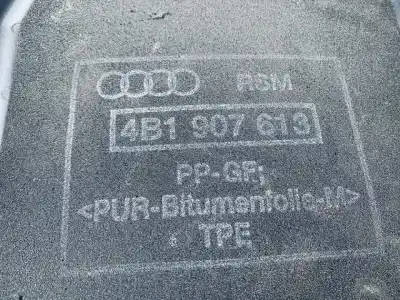 RSM
4B1 907 613
PP-GF;
<PUR-Bitumenfolie-M>
TPE